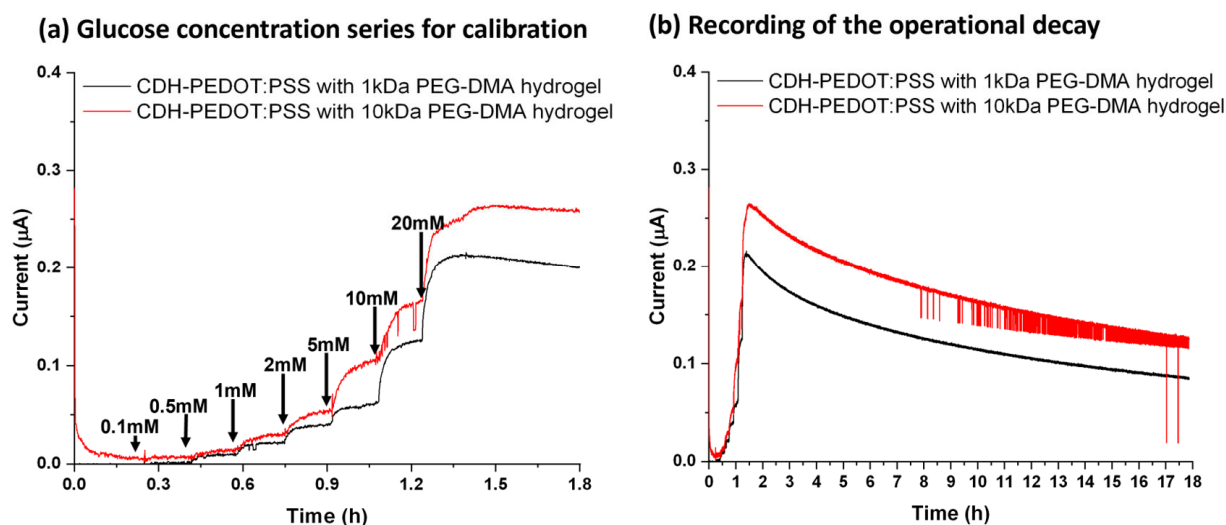 (a) Glucose concentration series for calibration
0.4
0.3
0.2
0.1
0.0
Current (µA)
CDH-PEDOT:PSS with 1kDa PEG-DMA hydrogel
CDH-PEDOT:PSS with 10kDa PEG-DMA hydrogel
0.1mM
0.5mM
1mM
2mM
5mM
10mM
20mM
0.0 0.3 0.6 0.9 1.2 1.5 1.8
Time (h)
(b) Recording of the operational decay
0.4
0.3
0.2
0.1
0.0
Current (µA)
CDH-PEDOT:PSS with 1kDa PEG-DMA hydrogel
CDH-PEDOT:PSS with 10kDa PEG-DMA hydrogel
0 1 2 3 4 5 6 7 8 9 10 11 12 13 14 15 16 17 18
Time (h)